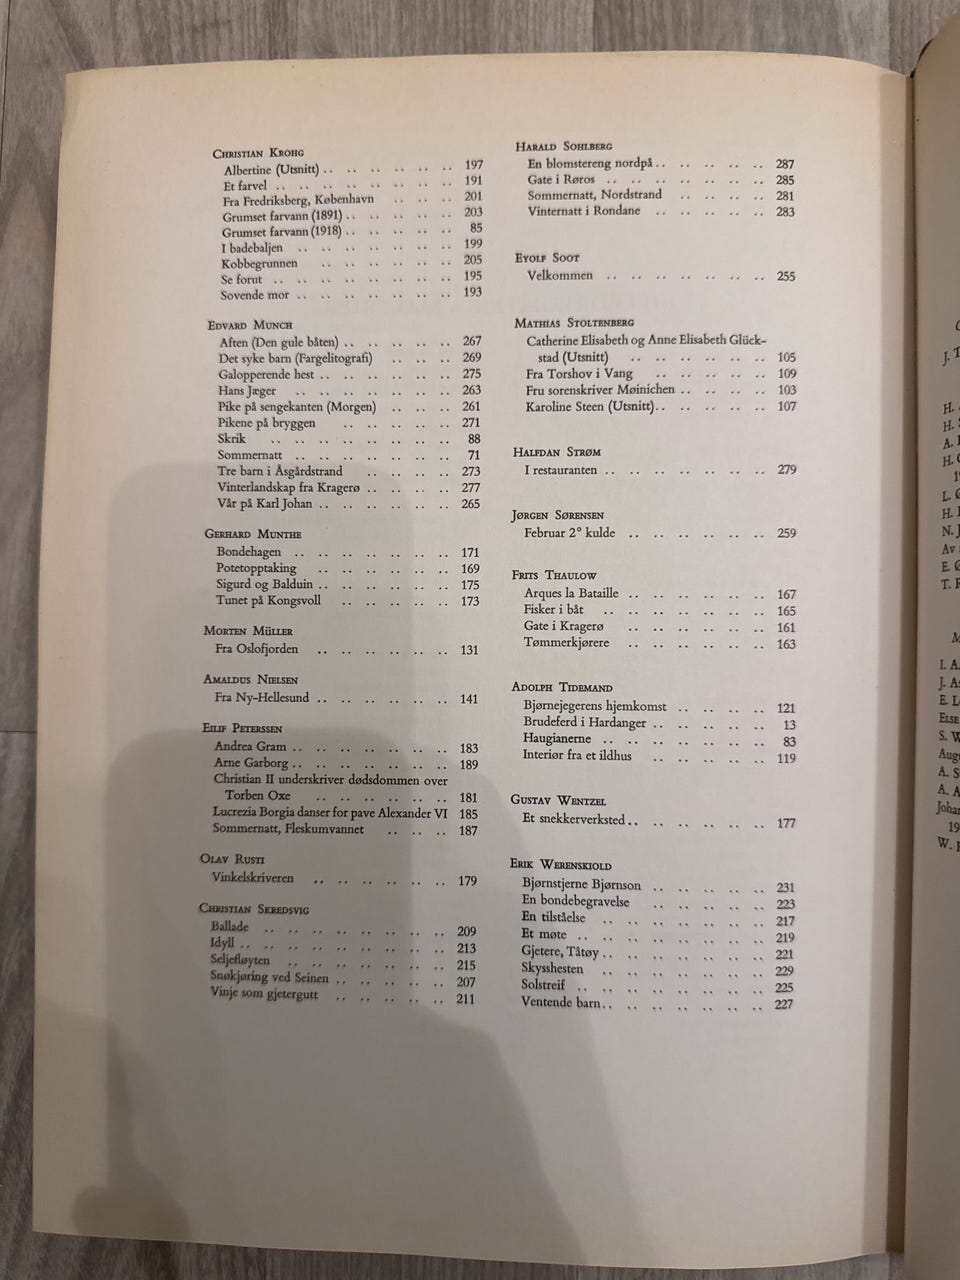 CHRISTIAN KROHG
Albertine (Utsnitt) .. .. .. .. .. .. 197
Et farvel .. .. .. .. .. .. .. .. 191
Fra Fredriksberg, København .. .. .. 201
Grumset farvann (1891) .. .. .. .. .. 203
Grumset farvann (1918) .. .. .. .. .. 85
I badebaljen .. .. .. .. .. .. .. 199
Kobbegrunnen .. .. .. .. .. .. 205
Se forut .. .. .. .. .. .. .. .. 195
Sovende mor .. .. .. .. .. .. .. 193
EDVARD MUNCH
Aften (Den gule båten) .. .. .. .. .. 267
Det syke barn (Fargelitografi) .. .. .. 269
Galopperende hest .. .. .. .. .. .. 275
Hans Jæger .. .. .. .. .. .. .. 263
Pike på sengekanten (Morgen) .. .. .. 261
Pikene på bryggen .. .. .. .. .. 271
Skrik .. .. .. .. .. .. .. .. 88
Sommernatt .. .. .. .. .. .. .. 71
Tre barn i Åsgårdstrand .. .. .. .. 273
Vinterlandskap fra Kragerø .. .. .. .. 277
Vår på Karl Johan .. .. .. .. .. .. 265
GERHARD MUNTHE
Bondehagen .. .. .. .. .. .. .. 171
Potetopptaking .. .. .. .. .. .. 169
Sigurd og Balduin .. .. .. .. .. .. 175
Tunet på Kongsvoll .. .. .. .. .. 173
MORTEN MÜLLER
Fra Oslofjorden .. .. .. .. .. .. 131
AMALDUS NIELSEN
Fra Ny-Hellesund .. .. .. .. .. .. 141
EILIF PETERSSEN
Andrea Gram .. .. .. .. .. .. .. 183
Arne Garborg .. .. .. .. .. .. .. 189
Christian II underskriver dødsdommen over
Torben Oxe .. .. .. .. .. .. 181
Lucrezia Borgia danser for pave Alexander VI 185
Sommernatt, Fleskumvannet .. .. .. 187
OLAV RUSTI
Vinkelskriveren .. .. .. .. .. .. 179
CHRISTIAN SKREDSVIG
Ballade .. .. .. .. .. .. .. .. 209
Idyll .. .. .. .. .. .. .. .. .. 213
Seljefløyten .. .. .. .. .. .. .. 215
Snøkjøring ved Seinen .. .. .. .. .. 207
Vinje som gjetergutt .. .. .. .. .. 211
HARALD SOHLBERG
En blomstereng nordpå .. .. .. .. .. 287
Gate i Røros .. .. .. .. .. .. .. 285
Sommernatt, Nordstrand .. .. .. .. 281
Vinternatt i Rondane .. .. .. .. .. 283
EYOLF SOOT
Velkommen .. .. .. .. .. .. .. 255
MATHIAS STOLTENBERG
Catherine Elisabeth og Anne Elisabeth Glück-
stad (Utsnitt) .. .. .. .. .. .. 105
Fra Torshov i Vang .. .. .. .. .. 109
Fru sorenskriver Møinichen .. .. .. .. 103
Karoline Steen (Utsnitt) .. .. .. .. .. 107
HALFDAN STRØM
I restauranten .. .. .. .. .. .. .. 279
JØRGEN SØRENSEN
Februar 2° kulde .. .. .. .. .. .. 259
FRITS THAULOW
Arques la Bataille .. .. .. .. .. .. 167
Fisker i båt .. .. .. .. .. .. .. 165
Gate i Kragerø .. .. .. .. .. .. 161
Tømmerkjørere .. .. .. .. .. .. 163
ADOLPH TIDEMAND
Bjørnejegerens hjemkomst .. .. .. .. 121
Brudeferd i Hardanger .. .. .. .. .. 13
Haugianerne .. .. .. .. .. .. .. 83
Interiør fra et ildhus .. .. .. .. .. 119
GUSTAV WENTZEL
Et snekkerverksted .. .. .. .. .. .. 177
ERIK WERENSKIOLD
Bjørnstjerne Bjørnson .. .. .. .. .. 231
En bondebegravelse .. .. .. .. .. 223
En tilståelse .. .. .. .. .. .. .. 217
Et møte .. .. .. .. .. .. .. .. 219
Gjetere, Tåtøy .. .. .. .. .. .. .. 221
Skysshesten .. .. .. .. .. .. .. 229
Solstreif .. .. .. .. .. .. .. .. 225
Ventende barn .. .. .. .. .. .. .. 227